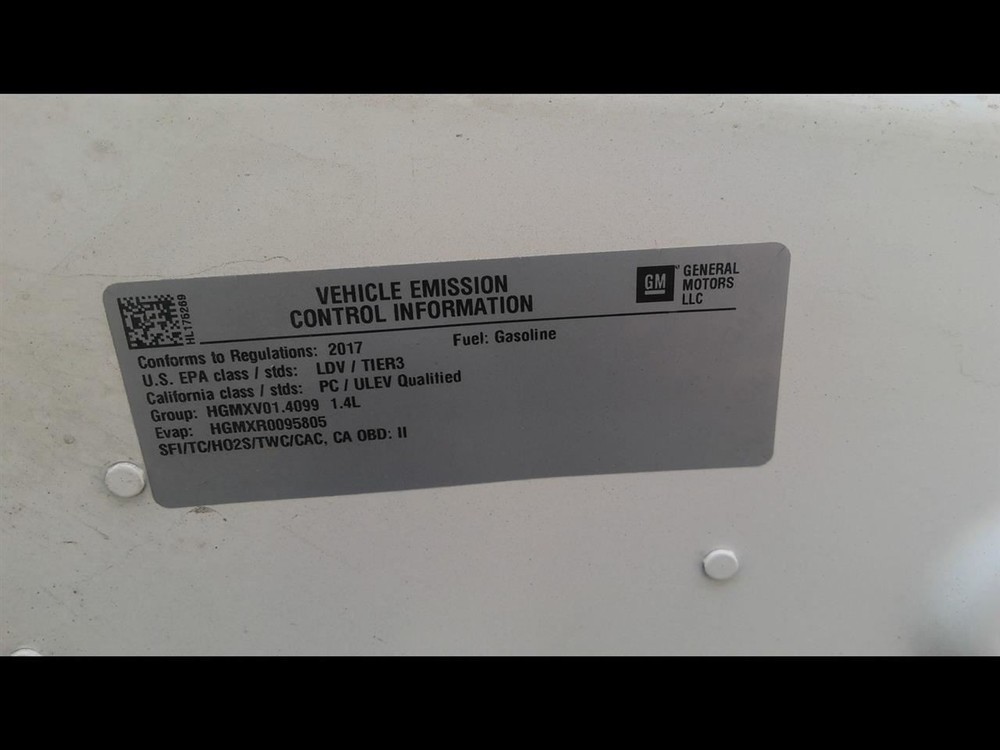 HL176269
VEHICLE EMISSION
CONTROL INFORMATION
GM
GENERAL
MOTORS
LLC
Conforms to Regulations: 2017 Fuel: Gasoline
U.S. EPA class / stds: LDV / TIER3
California class / stds: PC / ULEV Qualified
Group: HGMXV01.4099 1.4L
Evap: HGMXR0095805
SFI/TC/HO2S/TWC/CAC, CA OBD: II